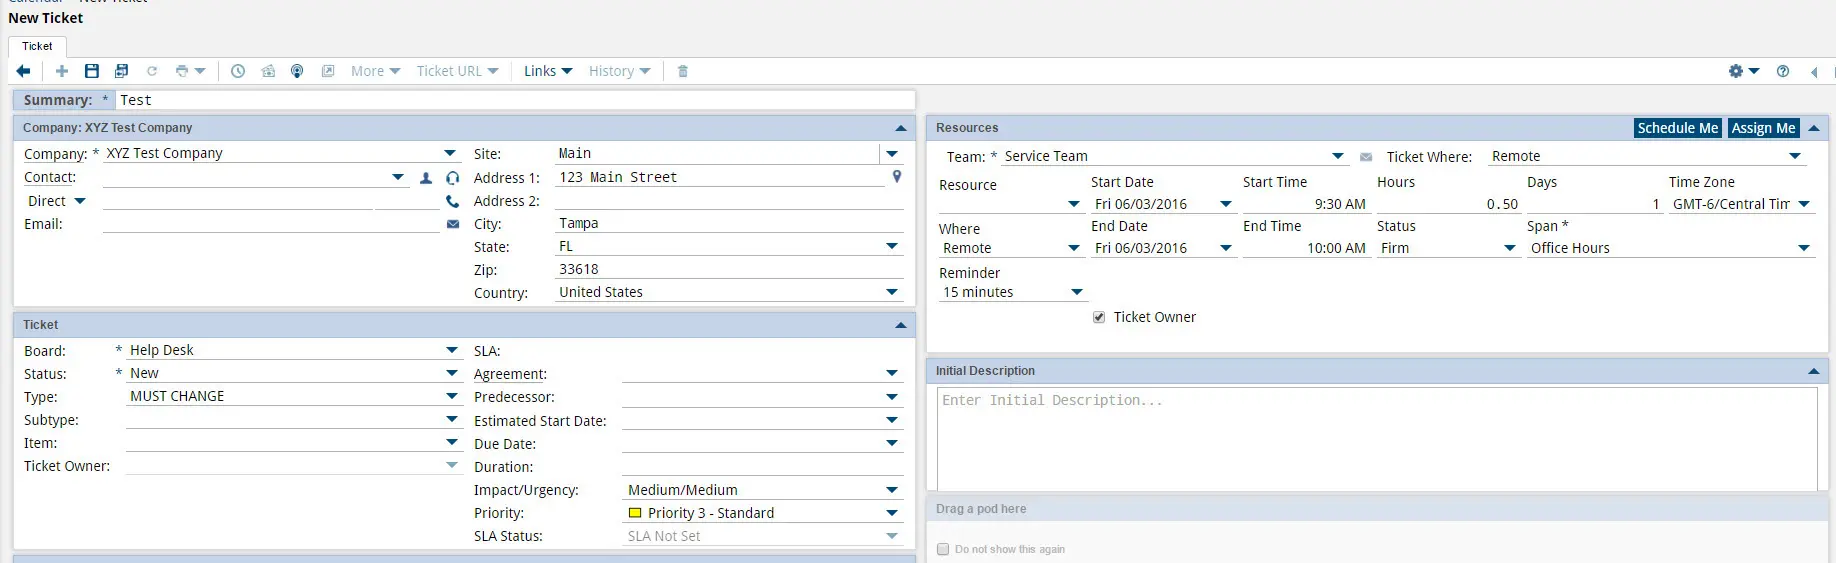 Calendar New Ticket
New Ticket
Ticket
More Ticket URL Links History
Summary: * Test
Company: XYZ Test Company
Company: * XYZ Test Company
Contact:
Direct
Email:
Site: Main
Address 1: 123 Main Street
Address 2:
City: Tampa
State: FL
Zip: 33618
Country: United States
Ticket
Board: * Help Desk
Status: * New
Type: MUST CHANGE
Subtype:
Item:
Ticket Owner:
SLA:
Agreement:
Predecessor:
Estimated Start Date:
Due Date:
Duration:
Impact/Urgency: Medium/Medium
Priority: Priority 3 - Standard
SLA Status: SLA Not Set
Resources Schedule Me Assign Me
Team: * Service Team Ticket Where: Remote
Resource Start Date Start Time Hours Days Time Zone
Fri 06/03/2016 9:30 AM 0.50 1 GMT-6/Central Tim
Where End Date End Time Status Span *
Remote Fri 06/03/2016 10:00 AM Firm Office Hours
Reminder
15 minutes
Ticket Owner
Initial Description
Enter Initial Description...
Drag a pod here
Do not show this again